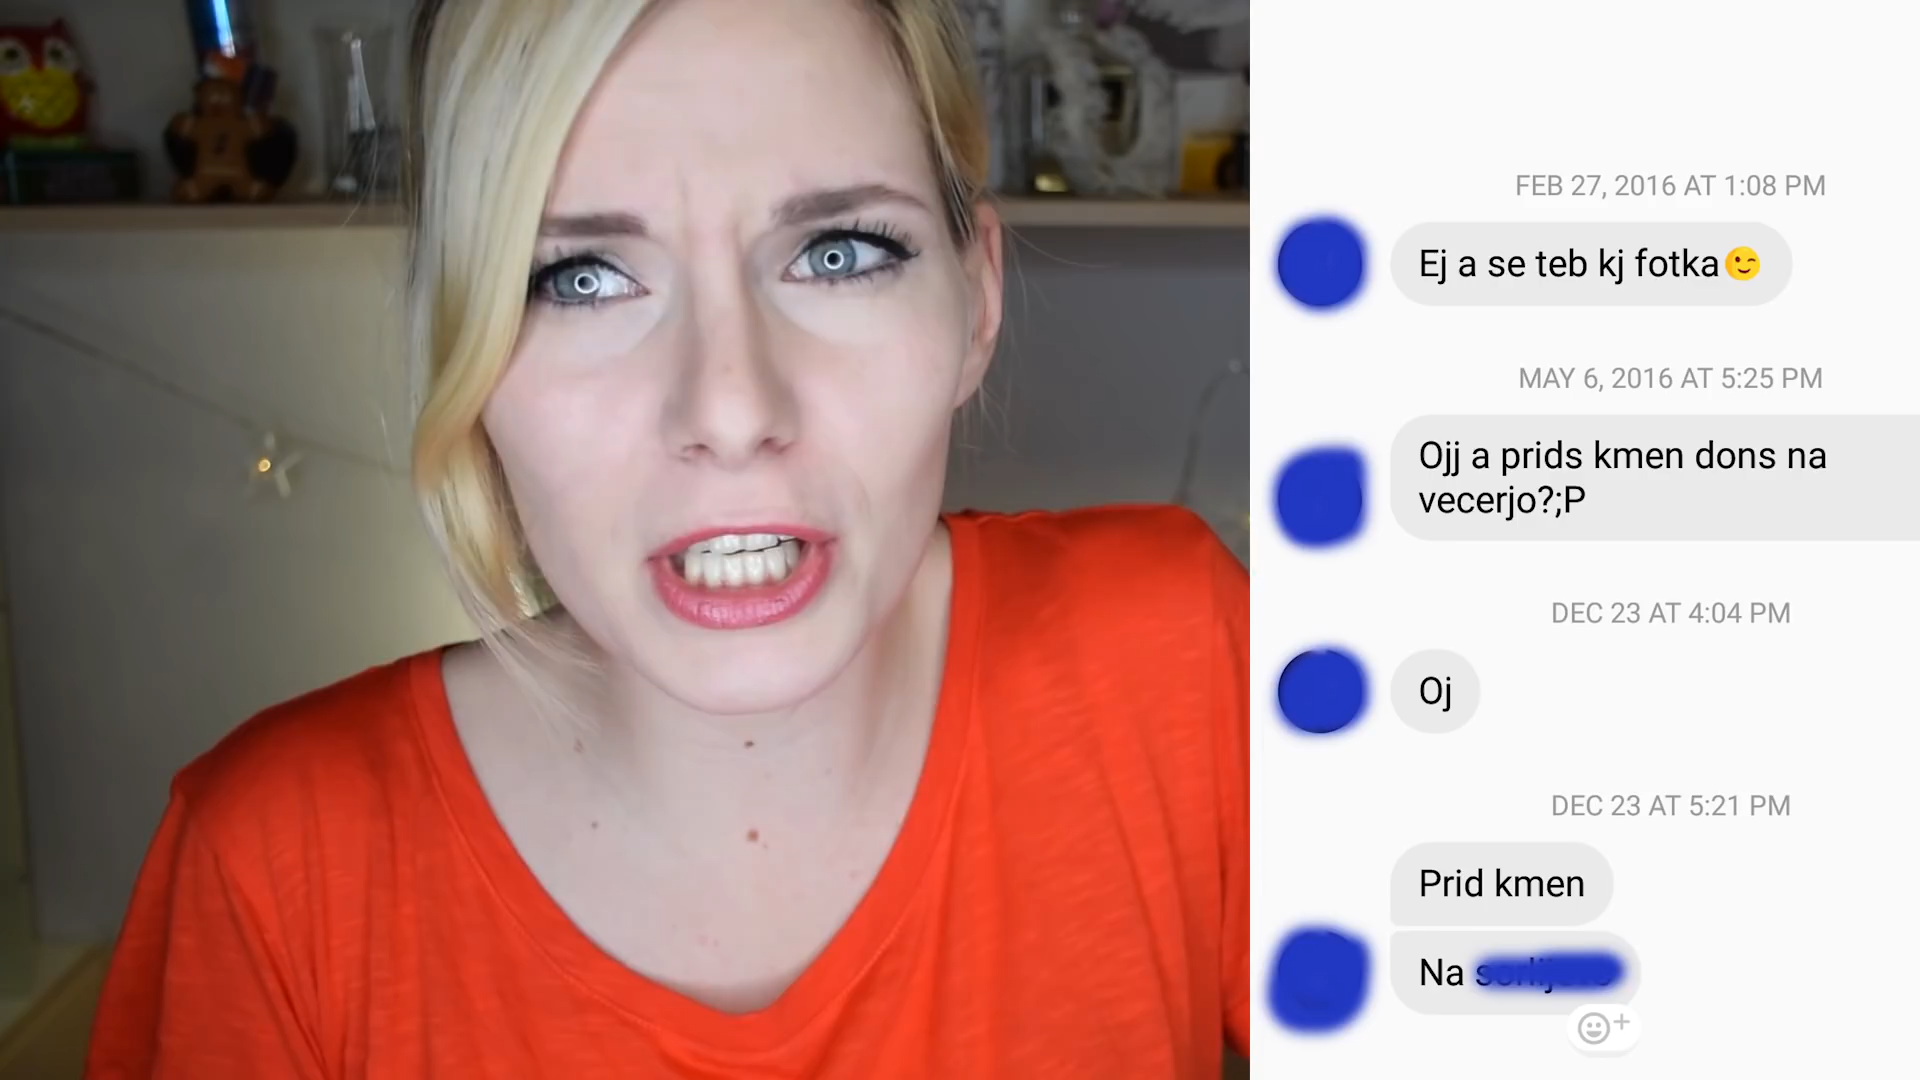 FEB 27, 2016 AT 1:08 PM
Ej a se teb kj fotka😉
MAY 6, 2016 AT 5:25 PM
Ojj a prids kmen dons na
vecerjo?;P
DEC 23 AT 4:04 PM
Oj
DEC 23 AT 5:21 PM
Prid kmen
Na